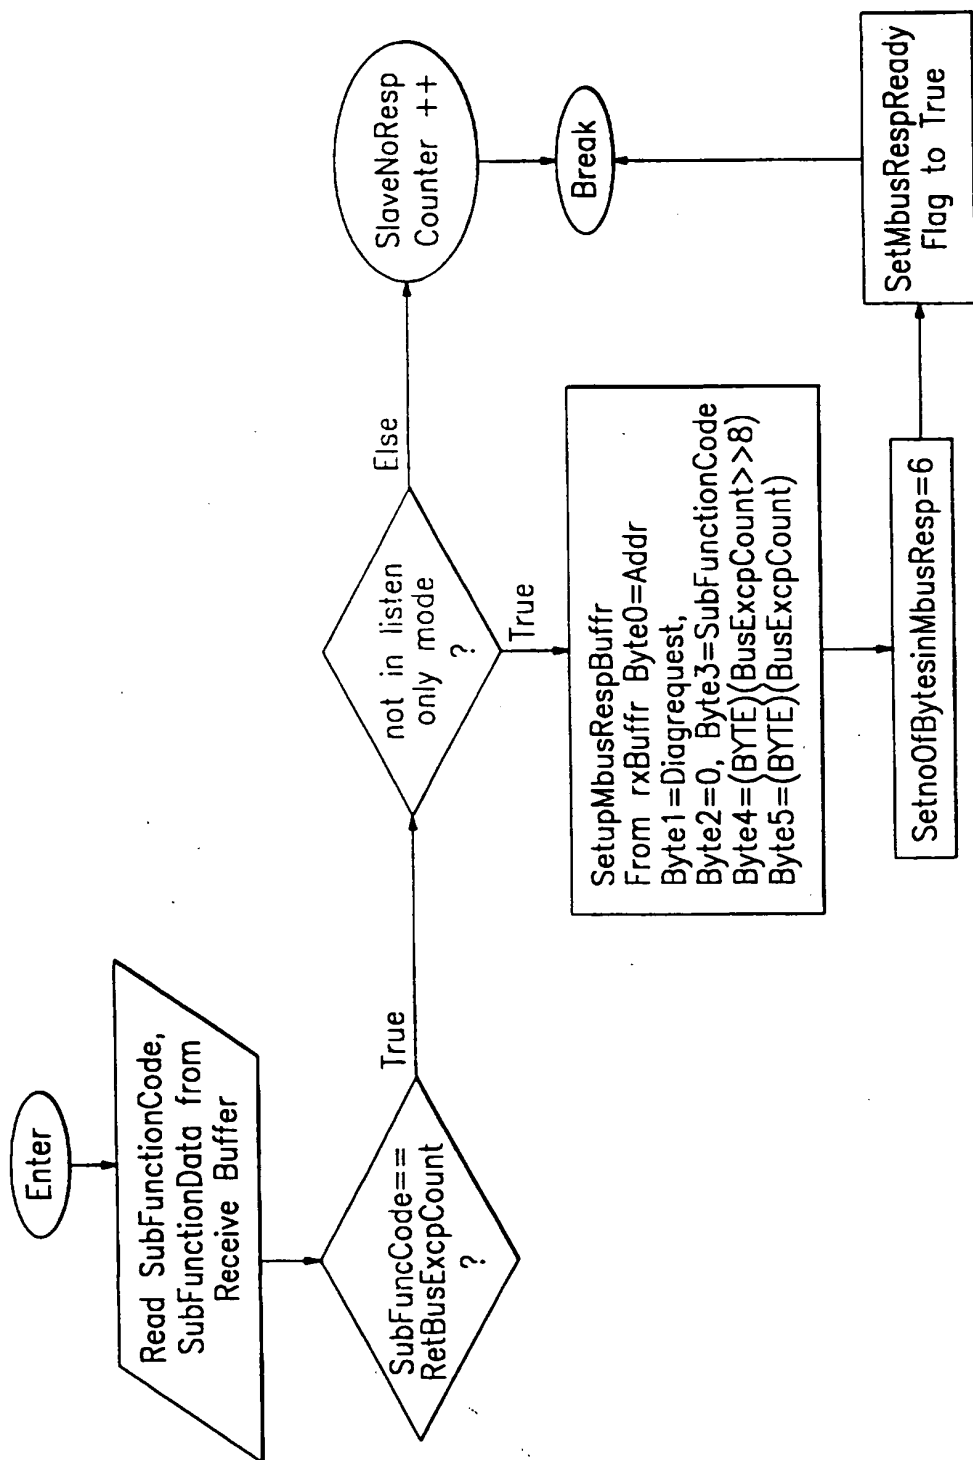 Enter
Read SubFunctionCode,
SubFunctionData from
Receive Buffer
SubFuncCode==
RetBusExcpCount
?
True
not in listen
only mode
?
Else
SlaveNoResp
Counter ++
Break
True
SetupMbusRespBuffr
From rxBuffr Byte0=Addr
Byte1=Diagrequest,
Byte2=0, Byte3=SubFunctionCode
Byte4=(BYTE)(BusExcpCount>>8)
Byte5=(BYTE)(BusExcpCount)
SetnoOfBytesinMbusResp=6
SetMbusRespReady
Flag to True